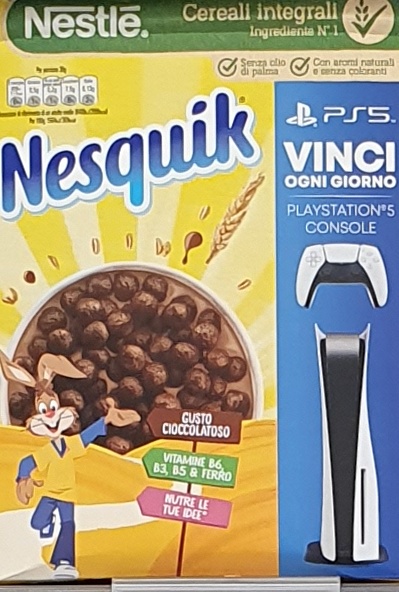 Nestlé.
Cereali integrali
Ingrediente N°1
Senza olio
di palma
Con aromi naturali
e senza coloranti
Nesquik®
PS5
VINCI
OGNI GIORNO
PLAYSTATION®5
CONSOLE
GUSTO
CIOCCOLATOSO
VITAMINE B6,
B3, B5 & FERRO
NUTRE LE
TUE IDEE*